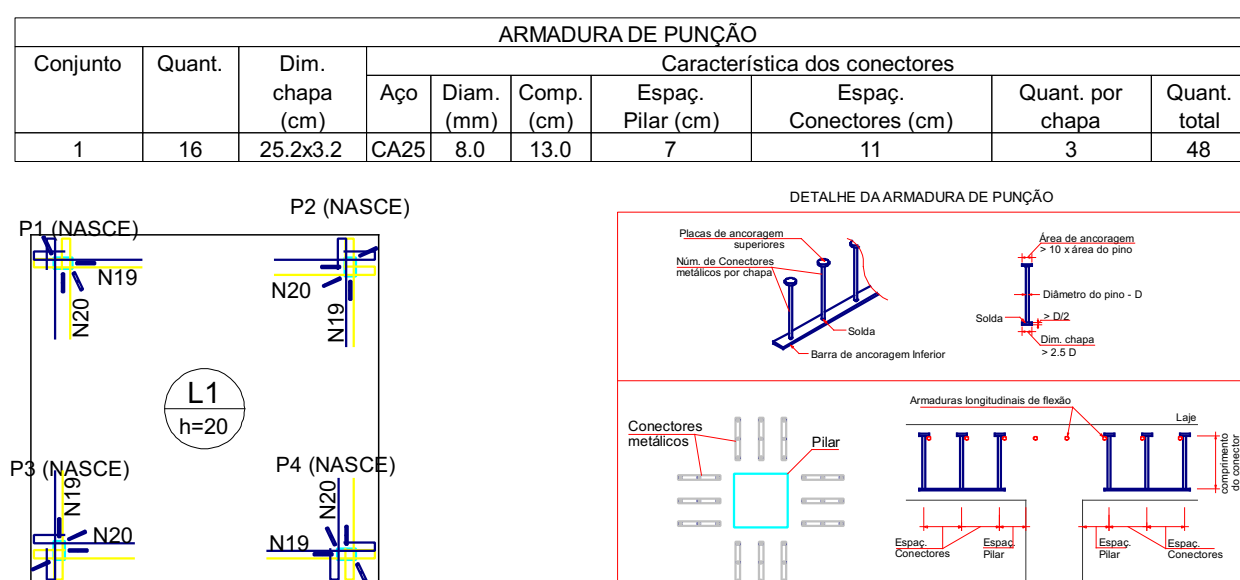 ARMADURA DE PUNÇÃO
Conjunto Quant. Dim. chapa (cm) Característica dos conectores
Aço Diam. (mm) Comp. (cm) Espaç. Pilar (cm) Espaç. Conectores (cm) Quant. por chapa Quant. total
1 16 25.2x3.2 CA25 8.0 13.0 7 11 3 48
P1 (NASCE)
P2 (NASCE)
N19
N20
N20
N19
L1
h=20
P3 (NASCE)
P4 (NASCE)
N19
N20
N20
N19
DETALHE DA ARMADURA DE PUNÇÃO
Placas de ancoragem
superiores
Núm. de Conectores
metálicos por chapa
Solda
Barra de ancoragem Inferior
Área de ancoragem
> 10 x área do pino
Diâmetro do pino - D
Solda
> D/2
Dim. chapa
> 2.5 D
Conectores
metálicos
Pilar
Armaduras longitudinais de flexão
Laje
comprimento
do conector
Espaç.
Conectores
Espaç.
Pilar
Espaç.
Pilar
Espaç.
Conectores